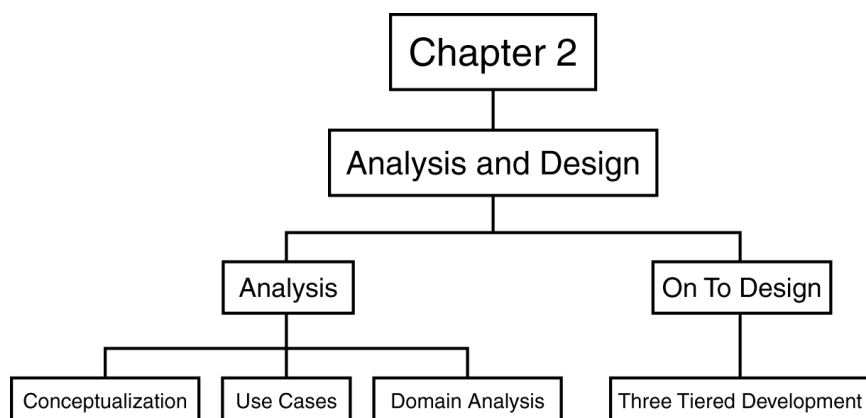 Chapter 2
Analysis and Design
Analysis
On To Design
Conceptualization
Use Cases
Domain Analysis
Three Tiered Development